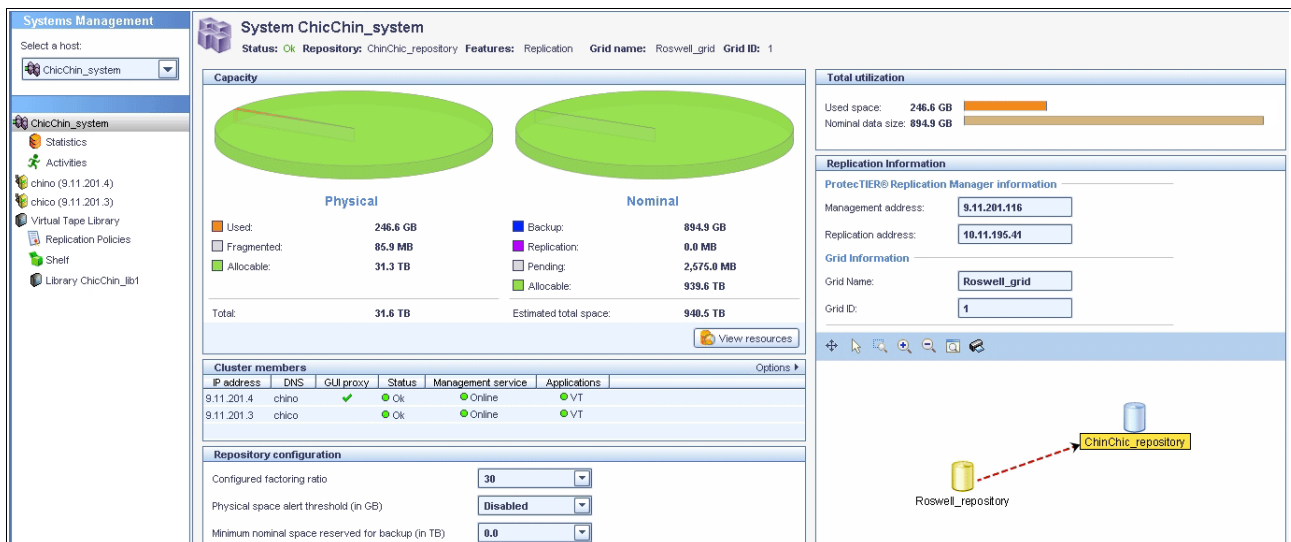 Systems Management
Select a host:
ChicChin_system
ChicChin_system
Statistics
Activities
chino (9.11.201.4)
chico (9.11.201.3)
Virtual Tape Library
Replication Policies
Shelf
Library ChicChin_lib1
System ChicChin_system
Status: Ok Repository: ChinChic_repository Features: Replication Grid name: Roswell_grid Grid ID: 1
Capacity
Physical
Used: 246.6 GB
Fragmented: 85.9 MB
Allocable: 31.3 TB
Total: 31.6 TB
Nominal
Backup: 894.9 GB
Replication: 0.0 MB
Pending: 2,575.0 MB
Allocable: 939.6 TB
Estimated total space: 940.5 TB
View resources
Cluster members Options
IP address DNS GUI proxy Status Management service Applications
9.11.201.4 chino Ok Online VT
9.11.201.3 chico Ok Online VT
Repository configuration
Configured factoring ratio 30
Physical space alert threshold (in GB) Disabled
Minimum nominal space reserved for backup (in TB) 0.0
Total utilization
Used space: 246.6 GB
Nominal data size: 894.9 GB
Replication Information
ProtecTIER® Replication Manager information
Management address: 9.11.201.116
Replication address: 10.11.195.41
Grid Information
Grid Name: Roswell_grid
Grid ID: 1
ChinChic_repository
Roswell_repository